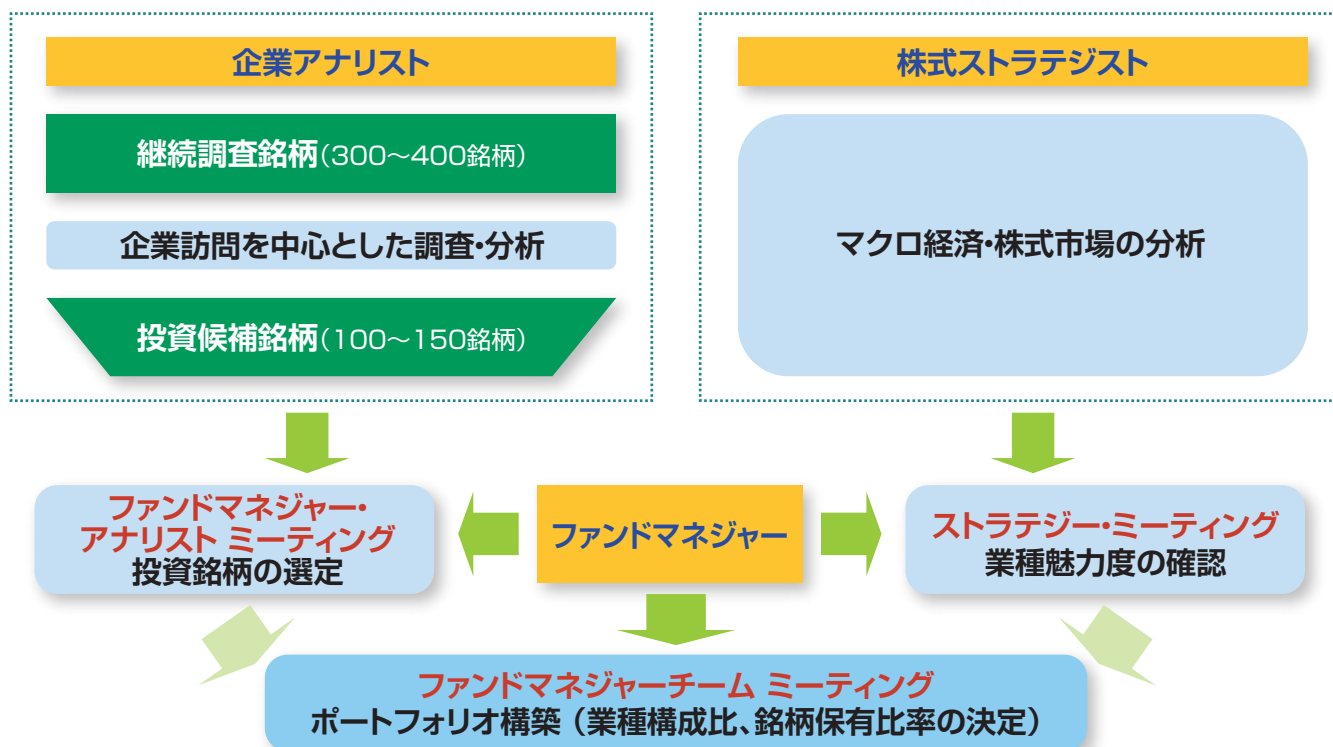 企業アナリスト
継続調査銘柄(300〜400銘柄)
企業訪問を中心とした調査・分析
投資候補銘柄(100〜150銘柄)
株式ストラテジスト
マクロ経済・株式市場の分析
ファンドマネジャー・
アナリスト ミーティング
投資銘柄の選定
ファンドマネジャー
ストラテジー・ミーティング
業種魅力度の確認
ファンドマネジャーチーム ミーティング
ポートフォリオ構築(業種構成比、銘柄保有比率の決定)